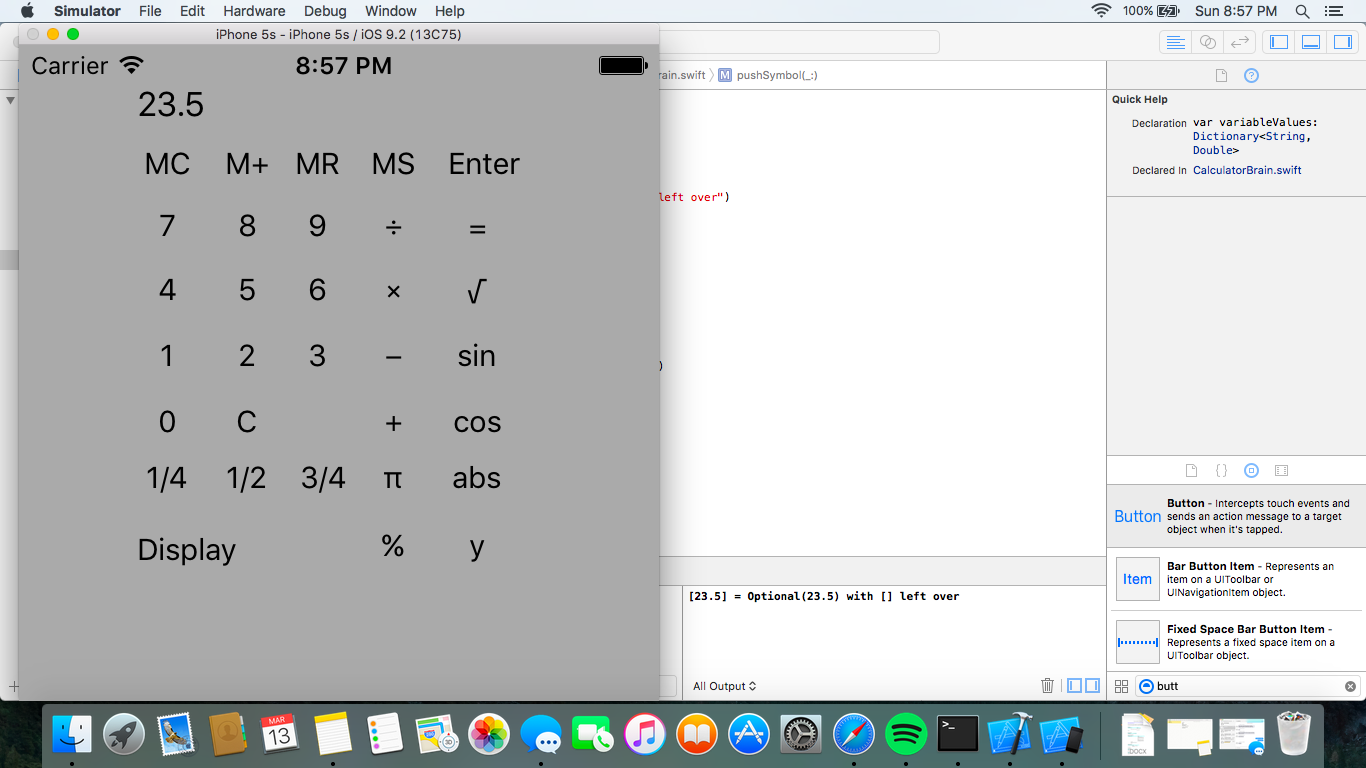 Simulator File Edit Hardware Debug Window Help 100% Sun 8:57 PM
iPhone 5s - iPhone 5s / iOS 9.2 (13C75)
Carrier 8:57 PM
23.5
MC M+ MR MS Enter
7 8 9 ÷ =
4 5 6 × √
1 2 3 − sin
0 C + cos
1/4 1/2 3/4 π abs
Display % y
rain.swift 〉 M pushSymbol(_:)
left over")
)
[23.5] = Optional(23.5) with [] left over
All Output
Quick Help
Declaration var variableValues:
Dictionary<String,
Double>
Declared In CalculatorBrain.swift
{}
Button Button - Intercepts touch events and
sends an action message to a target
object when it's tapped.
Item Bar Button Item - Represents an
item on a UIToolbar or
UINavigationItem object.
Fixed Space Bar Button Item -
Represents a fixed space item on a
UIToolbar object.
butt
MAR
13
3D
>_
.DOCX